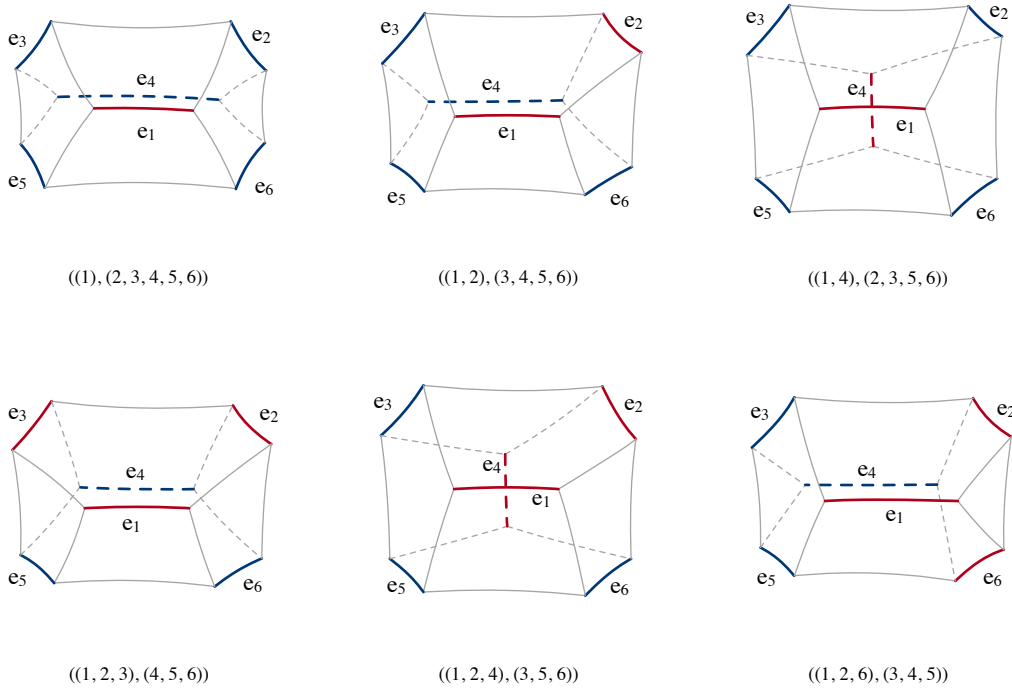 e₃ e₂ e₄ e₁ e₅ e₆
((1), (2, 3, 4, 5, 6))
e₃ e₂ e₄ e₁ e₅ e₆
((1, 2), (3, 4, 5, 6))
e₃ e₂ e₄ e₁ e₅ e₆
((1, 4), (2, 3, 5, 6))
e₃ e₂ e₄ e₁ e₅ e₆
((1, 2, 3), (4, 5, 6))
e₃ e₂ e₄ e₁ e₅ e₆
((1, 2, 4), (3, 5, 6))
e₃ e₂ e₄ e₁ e₅ e₆
((1, 2, 6), (3, 4, 5))